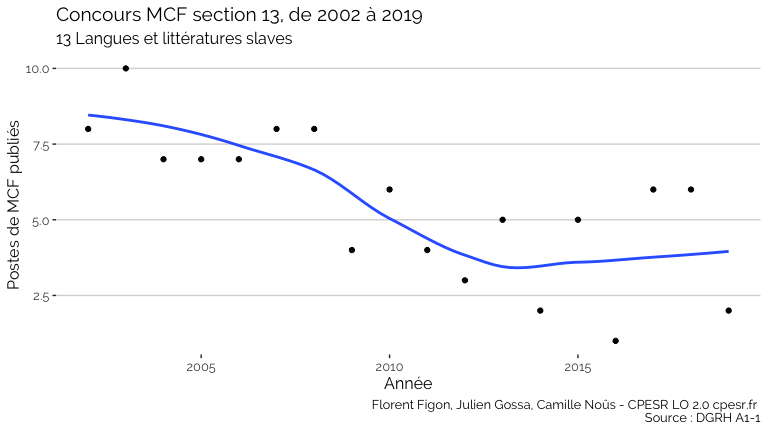 Concours MCF section 13, de 2002 à 2019
13 Langues et littératures slaves
Postes de MCF publiés
10.0
7.5
5.0
2.5
2005 2010 2015
Année
Florent Figon, Julien Gossa, Camille Noûs - CPESR LO 2.0 cpesr.fr
Source : DGRH A1-1